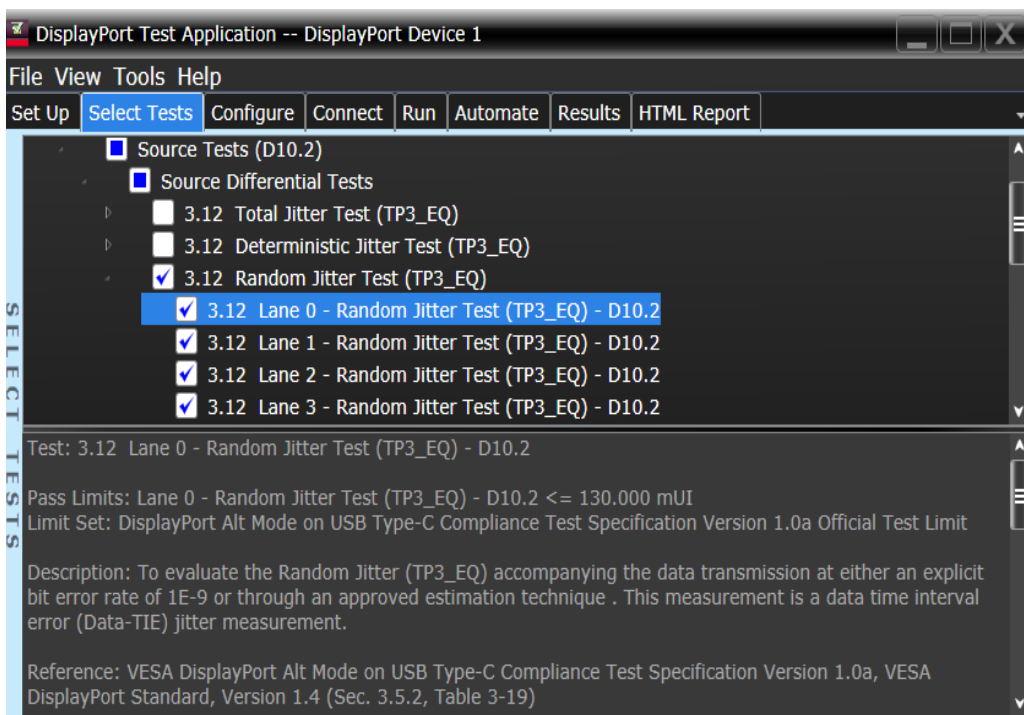 DisplayPort Test Application -- DisplayPort Device 1
File View Tools Help
Set Up Select Tests Configure Connect Run Automate Results HTML Report
Source Tests (D10.2)
Source Differential Tests
3.12 Total Jitter Test (TP3_EQ)
3.12 Deterministic Jitter Test (TP3_EQ)
3.12 Random Jitter Test (TP3_EQ)
3.12 Lane 0 - Random Jitter Test (TP3_EQ) - D10.2
3.12 Lane 1 - Random Jitter Test (TP3_EQ) - D10.2
3.12 Lane 2 - Random Jitter Test (TP3_EQ) - D10.2
3.12 Lane 3 - Random Jitter Test (TP3_EQ) - D10.2
SELECT TESTS
Test: 3.12 Lane 0 - Random Jitter Test (TP3_EQ) - D10.2
Pass Limits: Lane 0 - Random Jitter Test (TP3_EQ) - D10.2 <= 130.000 mUI
Limit Set: DisplayPort Alt Mode on USB Type-C Compliance Test Specification Version 1.0a Official Test Limit
Description: To evaluate the Random Jitter (TP3_EQ) accompanying the data transmission at either an explicit
bit error rate of 1E-9 or through an approved estimation technique . This measurement is a data time interval
error (Data-TIE) jitter measurement.
Reference: VESA DisplayPort Alt Mode on USB Type-C Compliance Test Specification Version 1.0a, VESA
DisplayPort Standard, Version 1.4 (Sec. 3.5.2, Table 3-19)